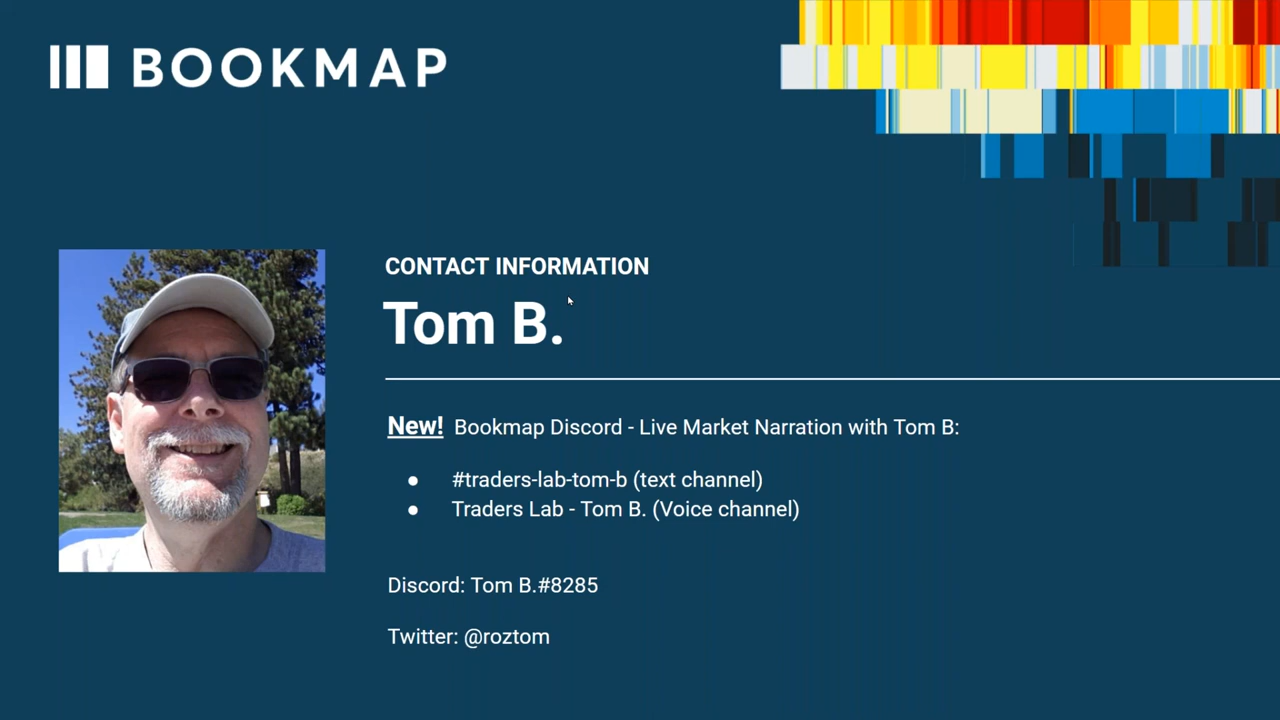 BOOKMAP
CONTACT INFORMATION
Tom B.
New! Bookmap Discord - Live Market Narration with Tom B:
● #traders-lab-tom-b (text channel)
● Traders Lab - Tom B. (Voice channel)
Discord: Tom B.#8285
Twitter: @roztom